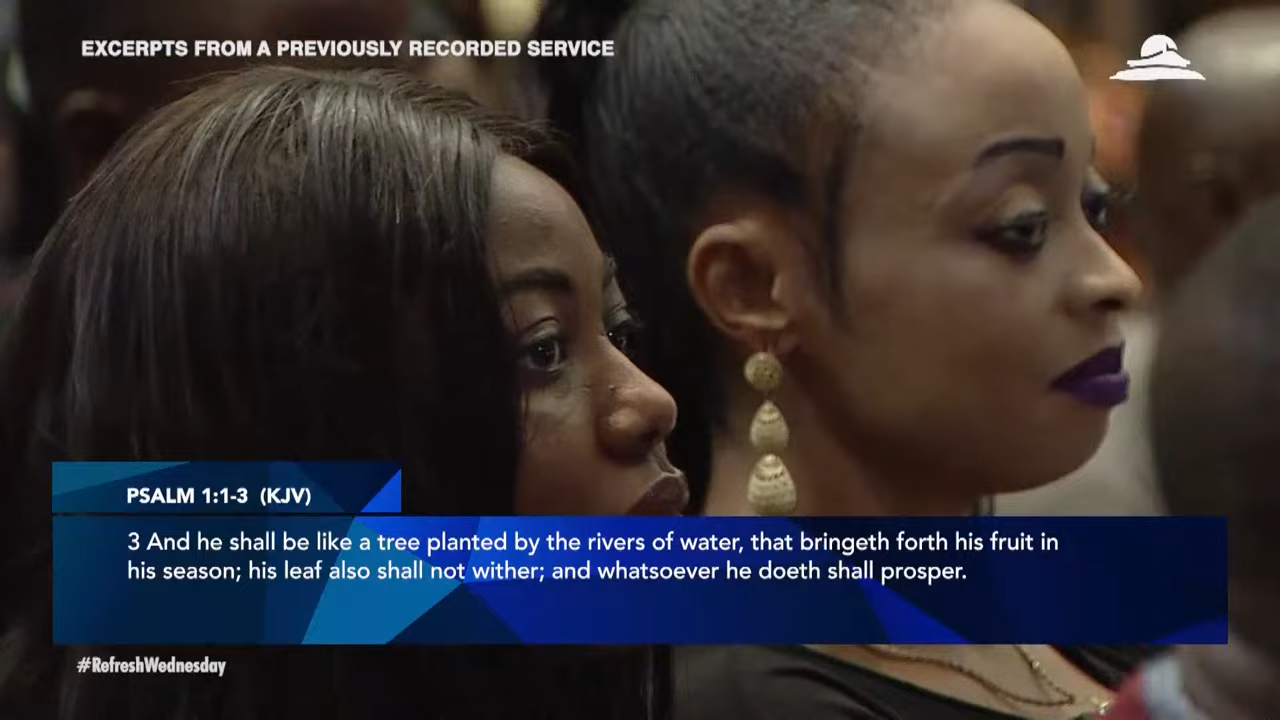 EXCERPTS FROM A PREVIOUSLY RECORDED SERVICE
PSALM 1:1-3 (KJV)
3 And he shall be like a tree planted by the rivers of water, that bringeth forth his fruit in
his season; his leaf also shall not wither; and whatsoever he doeth shall prosper.
#RefreshWednesday